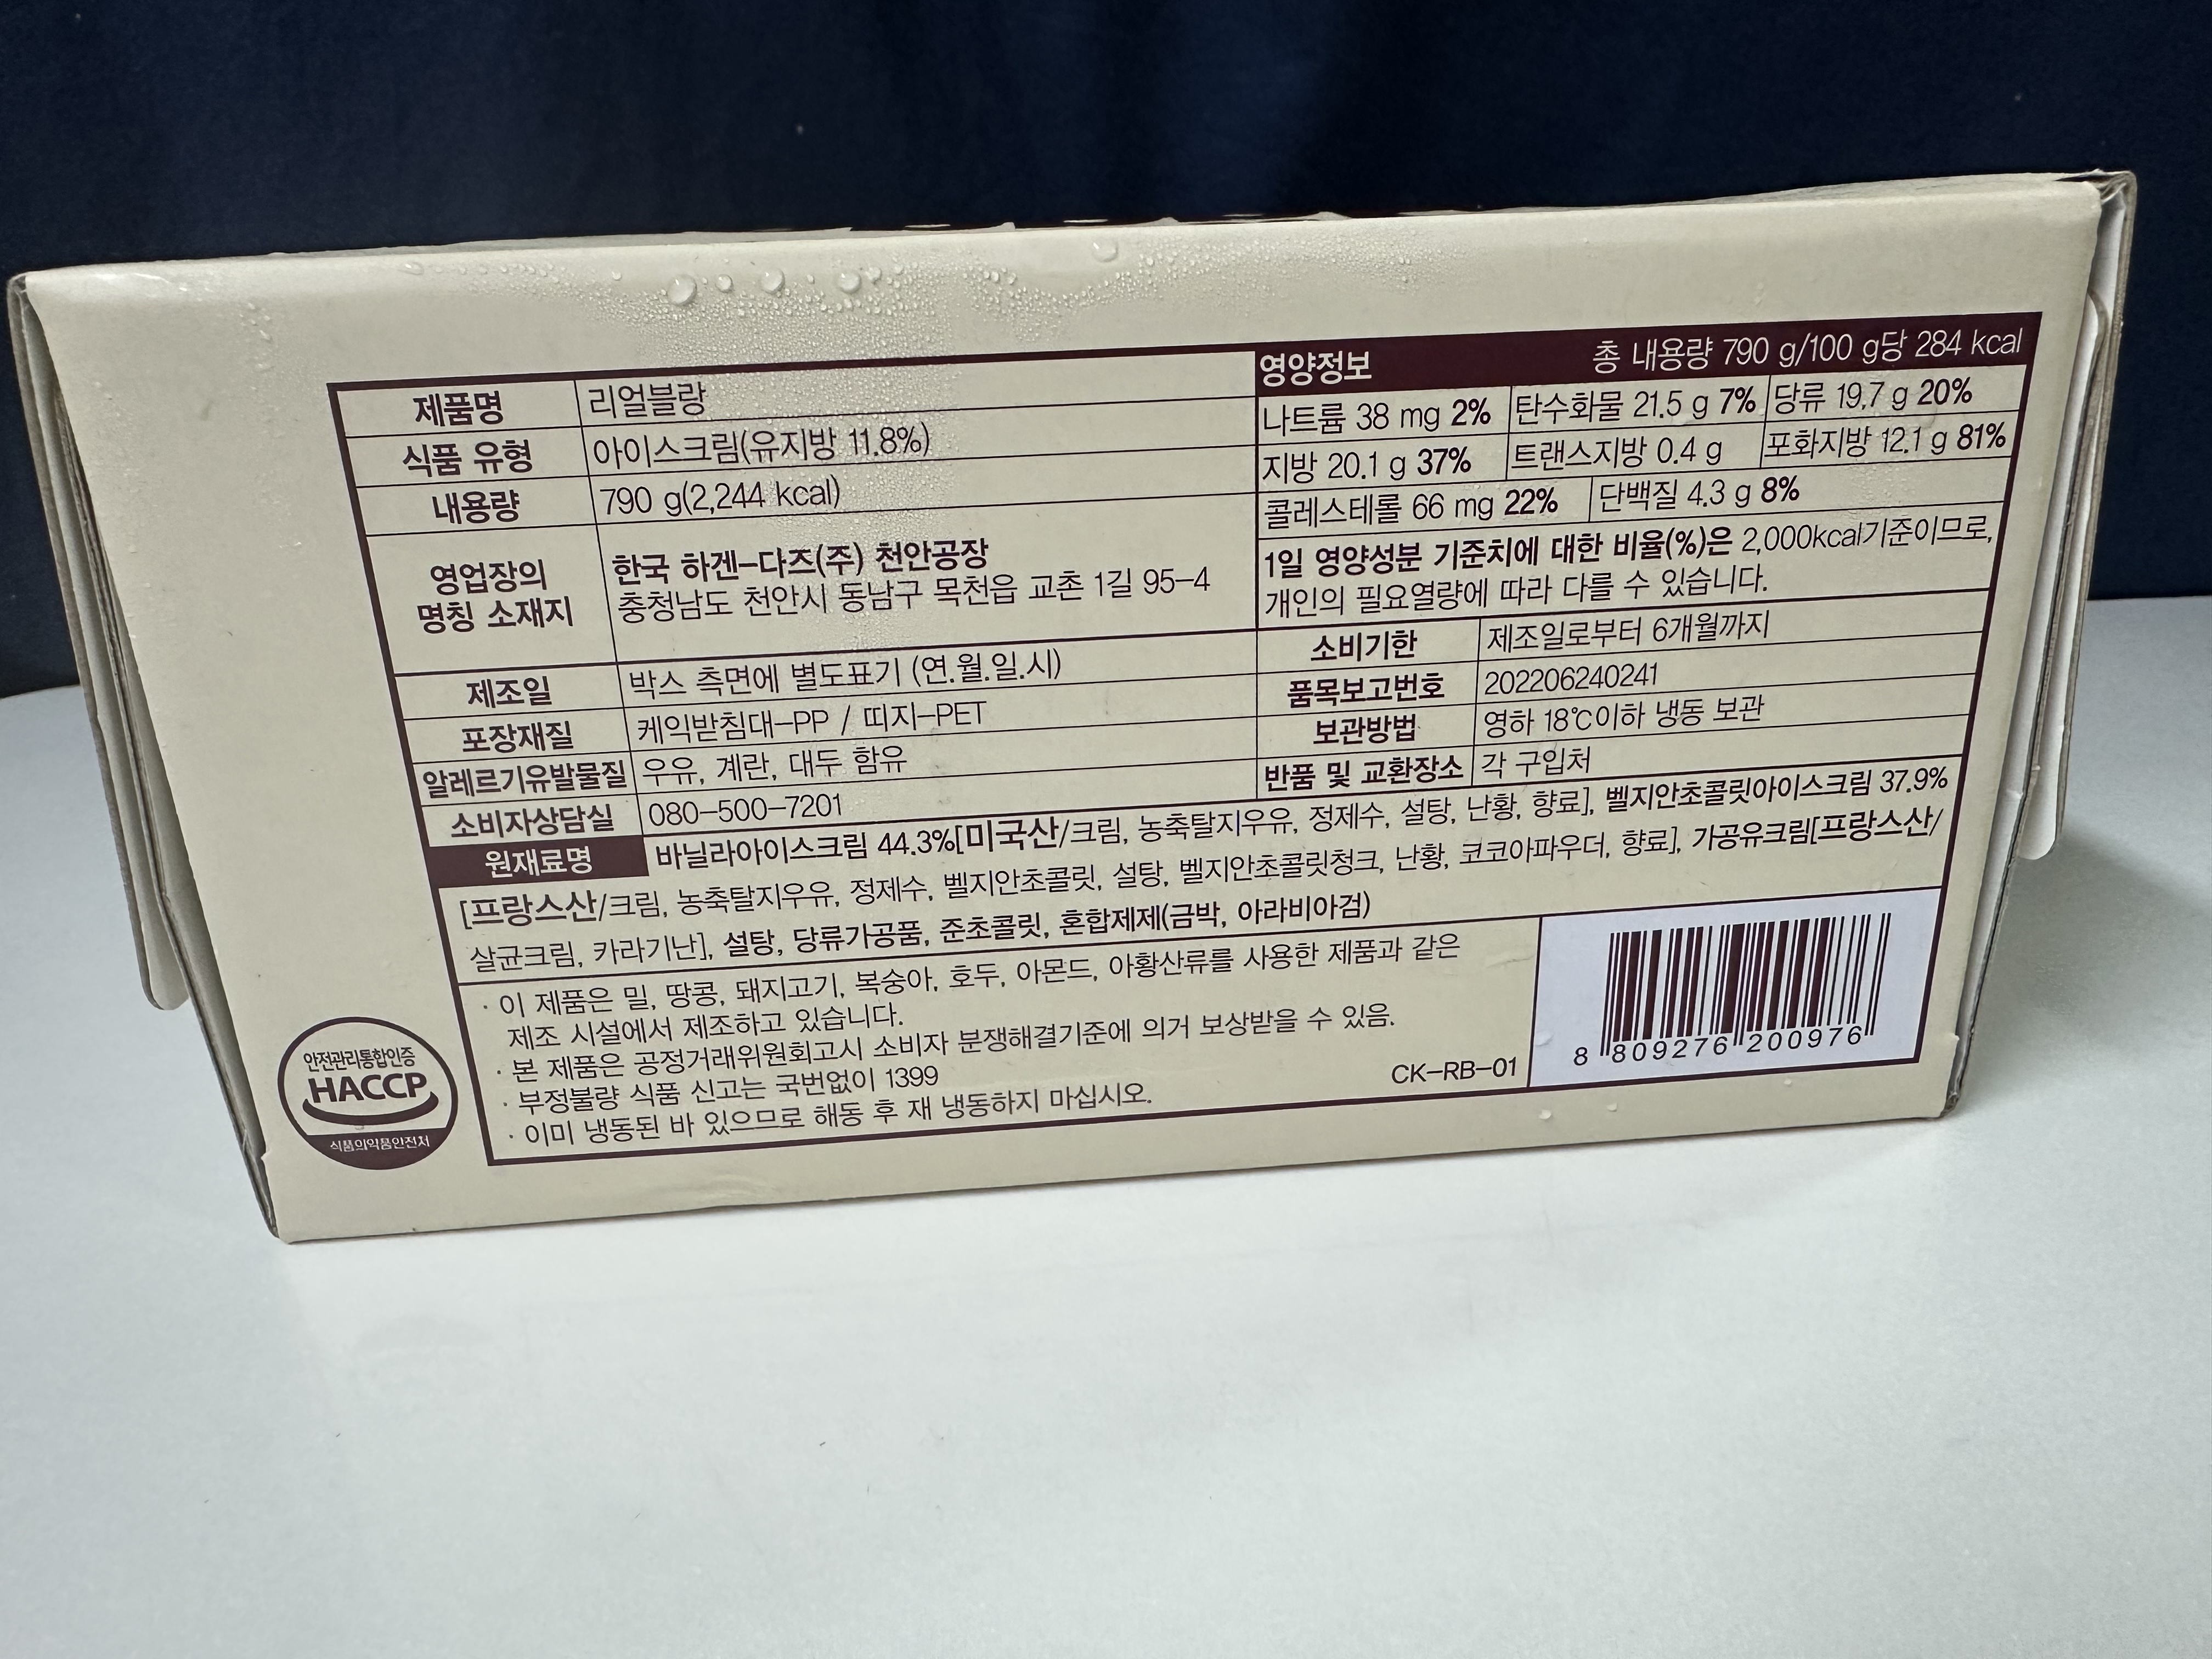 제품명 리얼블랑
식품 유형 아이스크림(유지방 11.8%)
내용량 790 g(2,244 kcal)
영업장의
명칭 소재지
한국 하겐-다즈(주) 천안공장
충청남도 천안시 동남구 목천읍 교촌 1길 95-4
제조일 박스 측면에 별도표기 (연.월.일.시)
포장재질 케익받침대-PP / 띠지-PET
알레르기유발물질 우유, 계란, 대두 함유
소비자상담실 080-500-7201
영양정보 총 내용량 790 g/100 g당 284 kcal
나트륨 38 mg 2% 탄수화물 21.5 g 7% 당류 19.7 g 20%
지방 20.1 g 37% 트랜스지방 0.4 g 포화지방 12.1 g 81%
콜레스테롤 66 mg 22% 단백질 4.3 g 8%
1일 영양성분 기준치에 대한 비율(%)은 2,000kcal기준이므로,
개인의 필요열량에 따라 다를 수 있습니다.
소비기한 제조일로부터 6개월까지
품목보고번호 202206240241
보관방법 영하 18℃이하 냉동 보관
반품 및 교환장소 각 구입처
원재료명 바닐라아이스크림 44.3%[미국산/크림, 농축탈지우유, 정제수, 설탕, 난황, 향료], 벨지안초콜릿아이스크림 37.9%
[프랑스산/크림, 농축탈지우유, 정제수, 벨지안초콜릿, 설탕, 벨지안초콜릿청크, 난황, 코코아파우더, 향료], 가공유크림[프랑스산/
살균크림, 카라기난], 설탕, 당류가공품, 준초콜릿, 혼합제제(금박, 아라비아검)
· 이 제품은 밀, 땅콩, 돼지고기, 복숭아, 호두, 아몬드, 아황산류를 사용한 제품과 같은
제조 시설에서 제조하고 있습니다.
· 본 제품은 공정거래위원회고시 소비자 분쟁해결기준에 의거 보상받을 수 있음.
· 부정불량 식품 신고는 국번없이 1399
· 이미 냉동된 바 있으므로 해동 후 재 냉동하지 마십시오.
CK-RB-01
8 809276 200976
안전관리통합인증
HACCP
식품의약품안전처